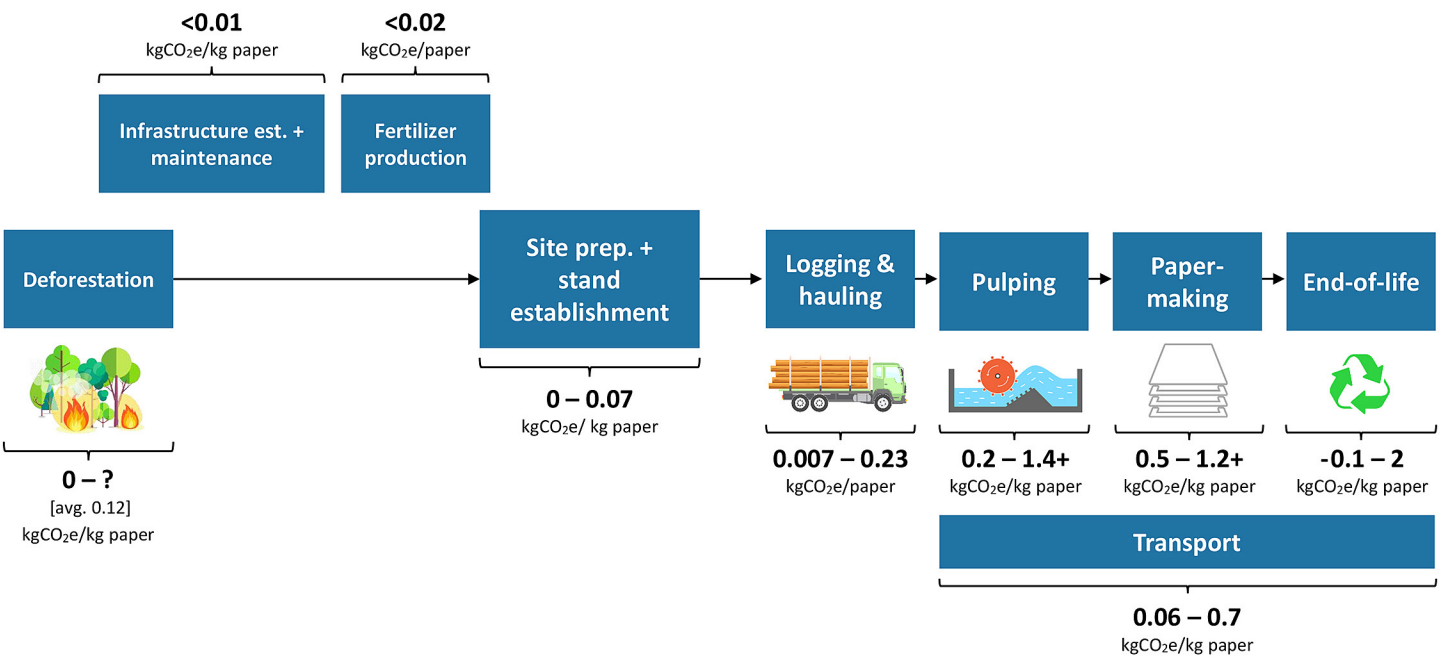 <0.01
kgCO₂e/kg paper
<0.02
kgCO₂e/paper
Infrastructure est. +
maintenance
Fertilizer
production
Deforestation
Site prep. +
stand
establishment
Logging &
hauling
Pulping
Paper-
making
End-of-life
0 – ?
[avg. 0.12]
kgCO₂e/kg paper
0 – 0.07
kgCO₂e/ kg paper
0.007 – 0.23
kgCO₂e/paper
0.2 – 1.4+
kgCO₂e/kg paper
0.5 – 1.2+
kgCO₂e/kg paper
-0.1 – 2
kgCO₂e/kg paper
Transport
0.06 – 0.7
kgCO₂e/kg paper